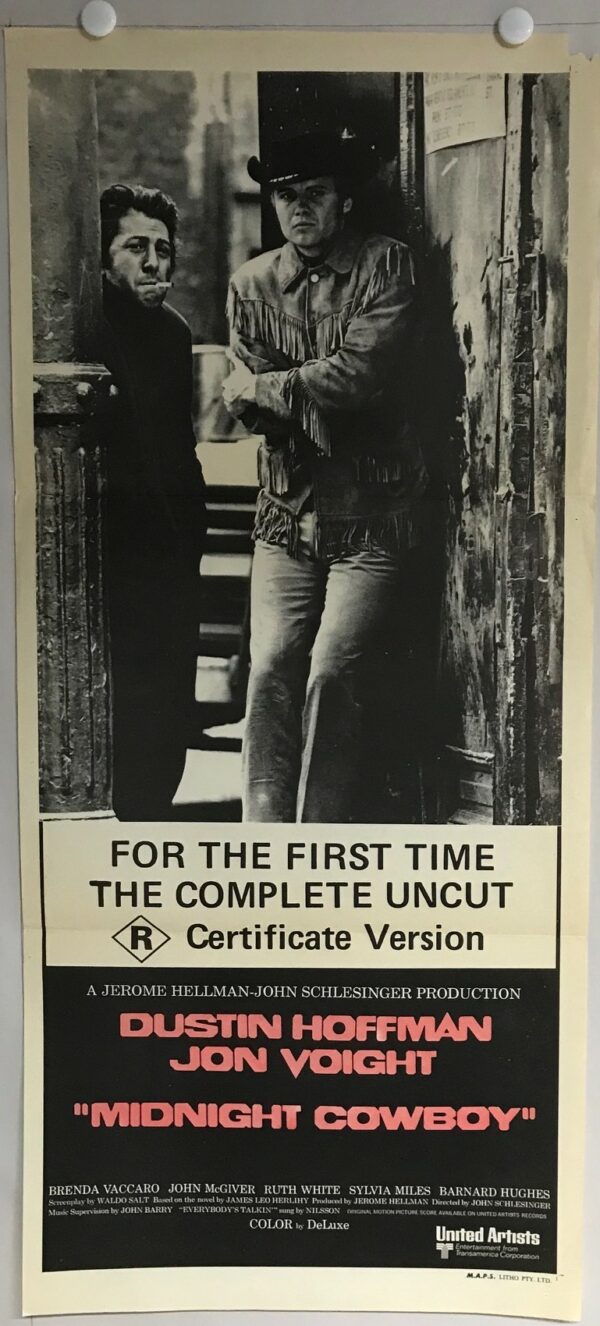 FOR THE FIRST TIME
THE COMPLETE UNCUT
R Certificate Version
A JEROME HELLMAN-JOHN SCHLESINGER PRODUCTION
DUSTIN HOFFMAN
JON VOIGHT
"MIDNIGHT COWBOY"
BRENDA VACCARO JOHN McGIVER RUTH WHITE SYLVIA MILES BARNARD HUGHES
Screenplay by WALDO SALT Based on the novel by JAMES LEO HERLIHY Produced by JEROME HELLMAN Directed by JOHN SCHLESINGER
Music Supervision by JOHN BARRY "EVERYBODY'S TALKIN'" sung by NILSSON ORIGINAL MOTION PICTURE SCORE AVAILABLE ON UNITED ARTISTS RECORDS
COLOR by DeLuxe
United Artists
Entertainment from
Transamerica Corporation
M.A.P.S. LITHO PTY. LTD.